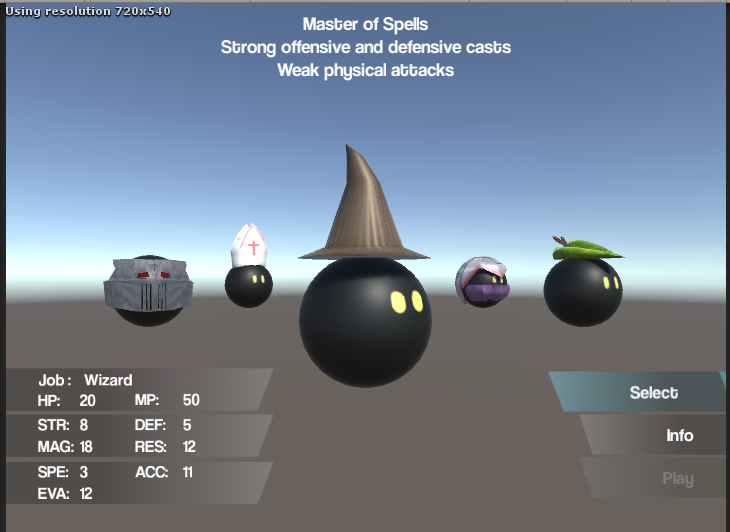 Using resolution 720x540
Master of Spells
Strong offensive and defensive casts
Weak physical attacks
Job: Wizard
HP: 20 MP: 50
STR: 8 DEF: 5
MAG: 18 RES: 12
SPE: 3 ACC: 11
EVA: 12
Select
Info
Play